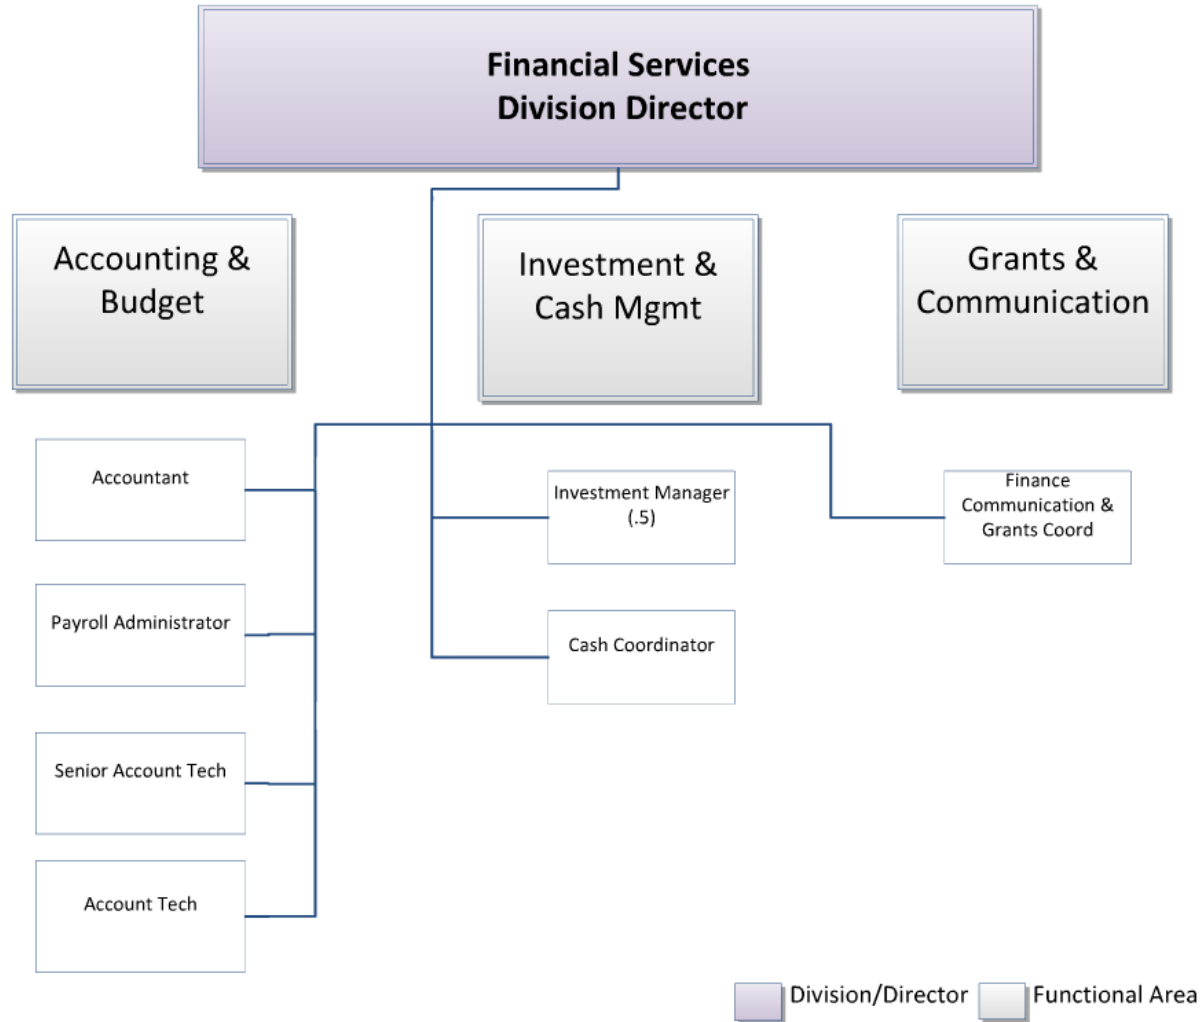 Financial Services
Division Director
Accounting &
Budget
Investment &
Cash Mgmt
Grants &
Communication
Accountant
Payroll Administrator
Senior Account Tech
Account Tech
Investment Manager
(.5)
Cash Coordinator
Finance
Communication &
Grants Coord
Division/Director
Functional Area